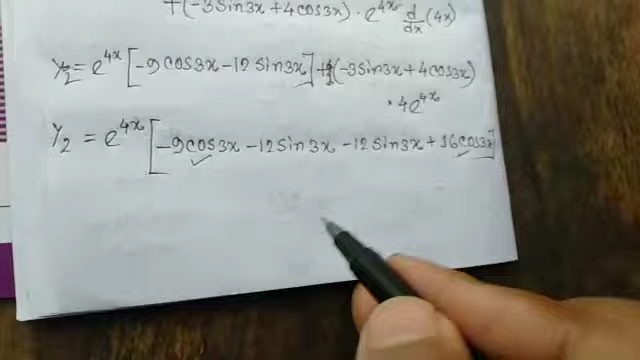 +(-3sin3x+4cos3x) · e^4x d/dx (4x)
y₂ = e^4x [-9cos3x-12sin3x] + (-3sin3x+4cos3x)
· 4e^4x
y₂ = e^4x [-9cos3x-12sin3x-12sin3x+16cos3x]